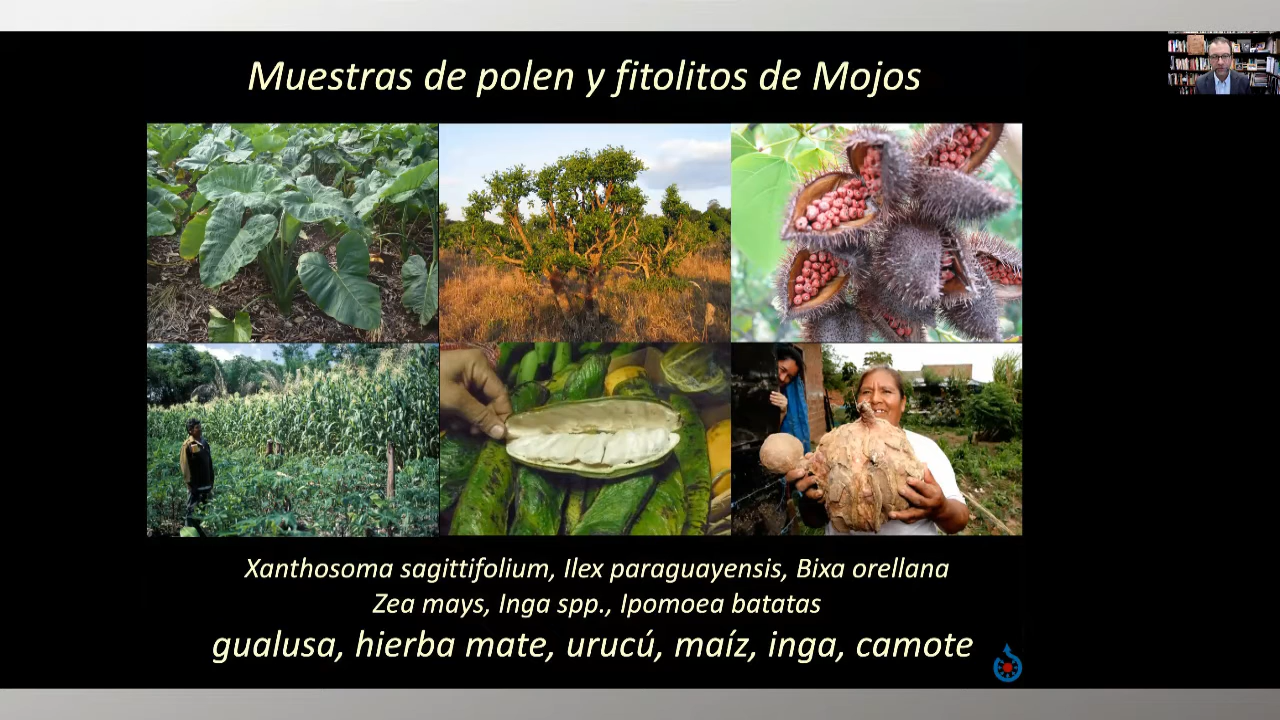 Muestras de polen y fitolitos de Mojos
Xanthosoma sagittifolium, Ilex paraguayensis, Bixa orellana
Zea mays, Inga spp., Ipomoea batatas
gualusa, hierba mate, urucú, maíz, inga, camote